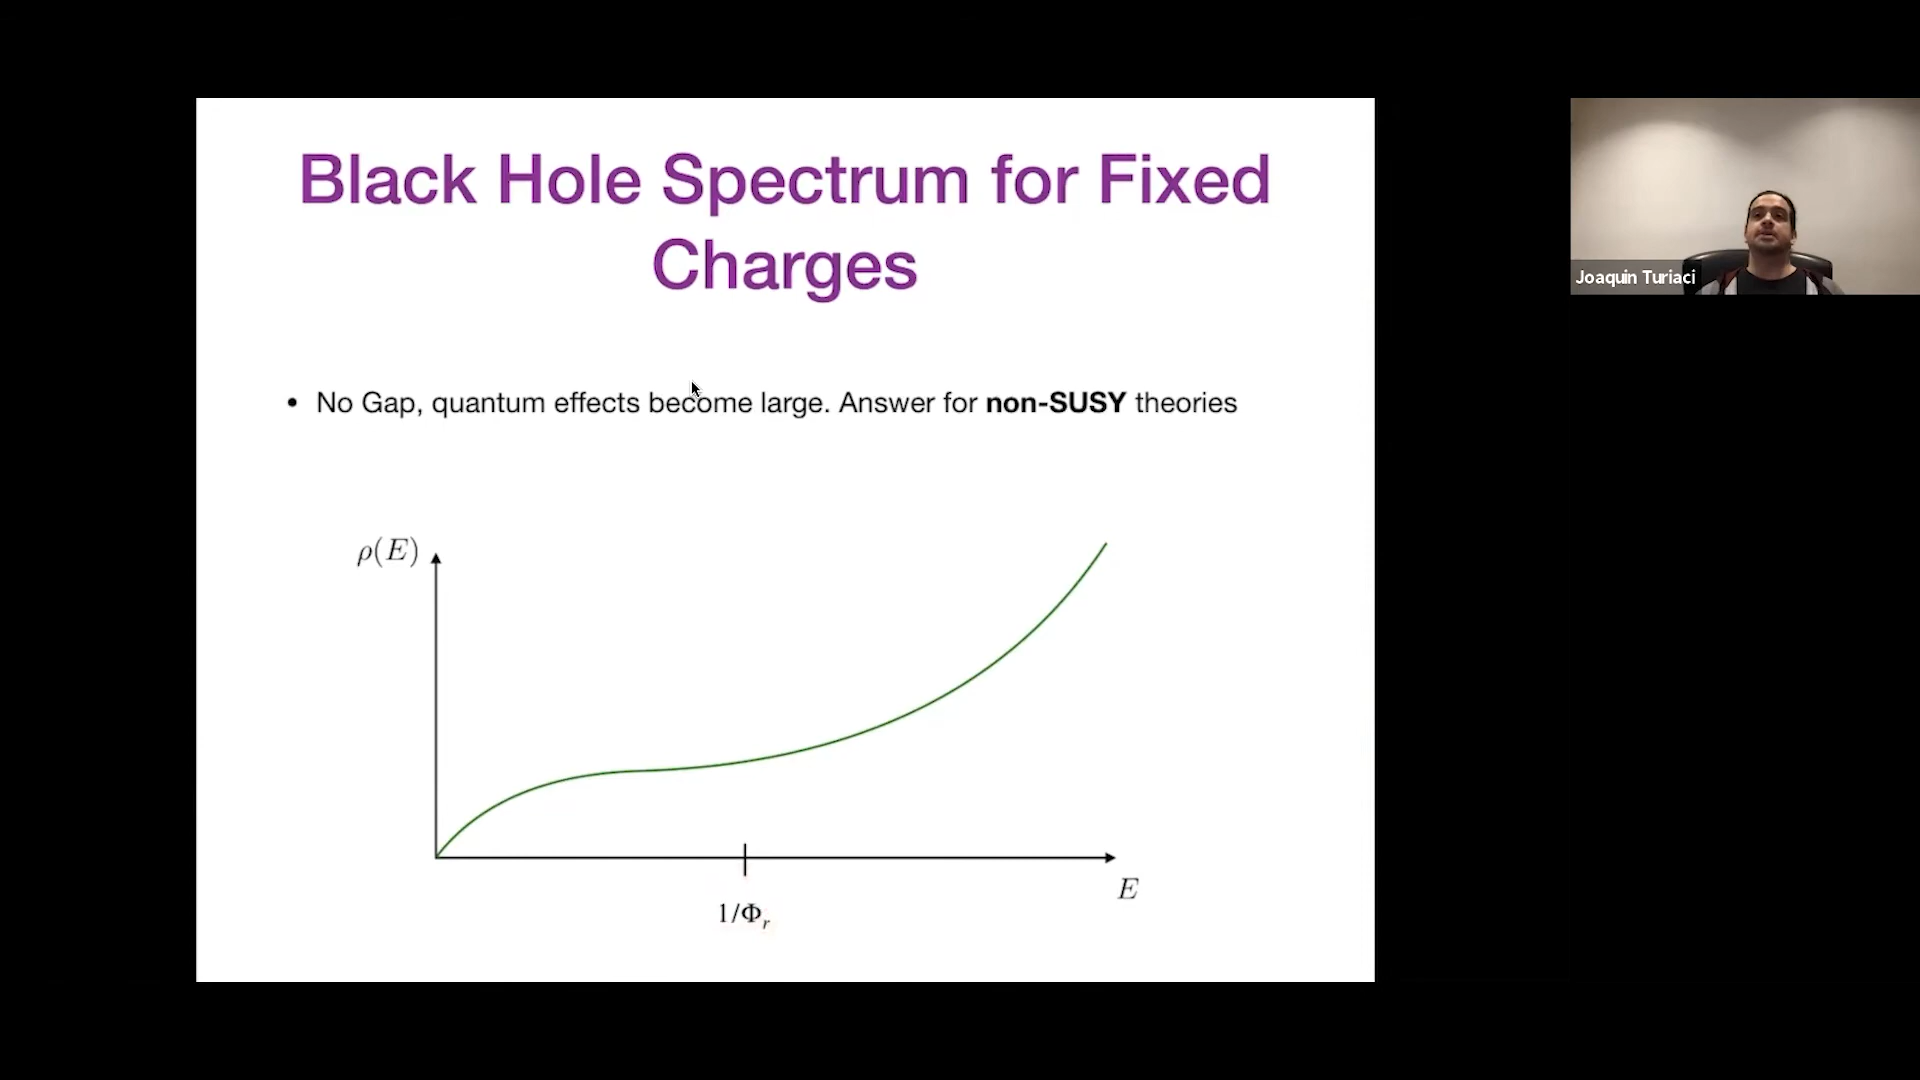 Black Hole Spectrum for Fixed
Charges
• No Gap, quantum effects become large. Answer for non-SUSY theories
ρ(E)
E
1/Φᵣ
Joaquin Turiaci